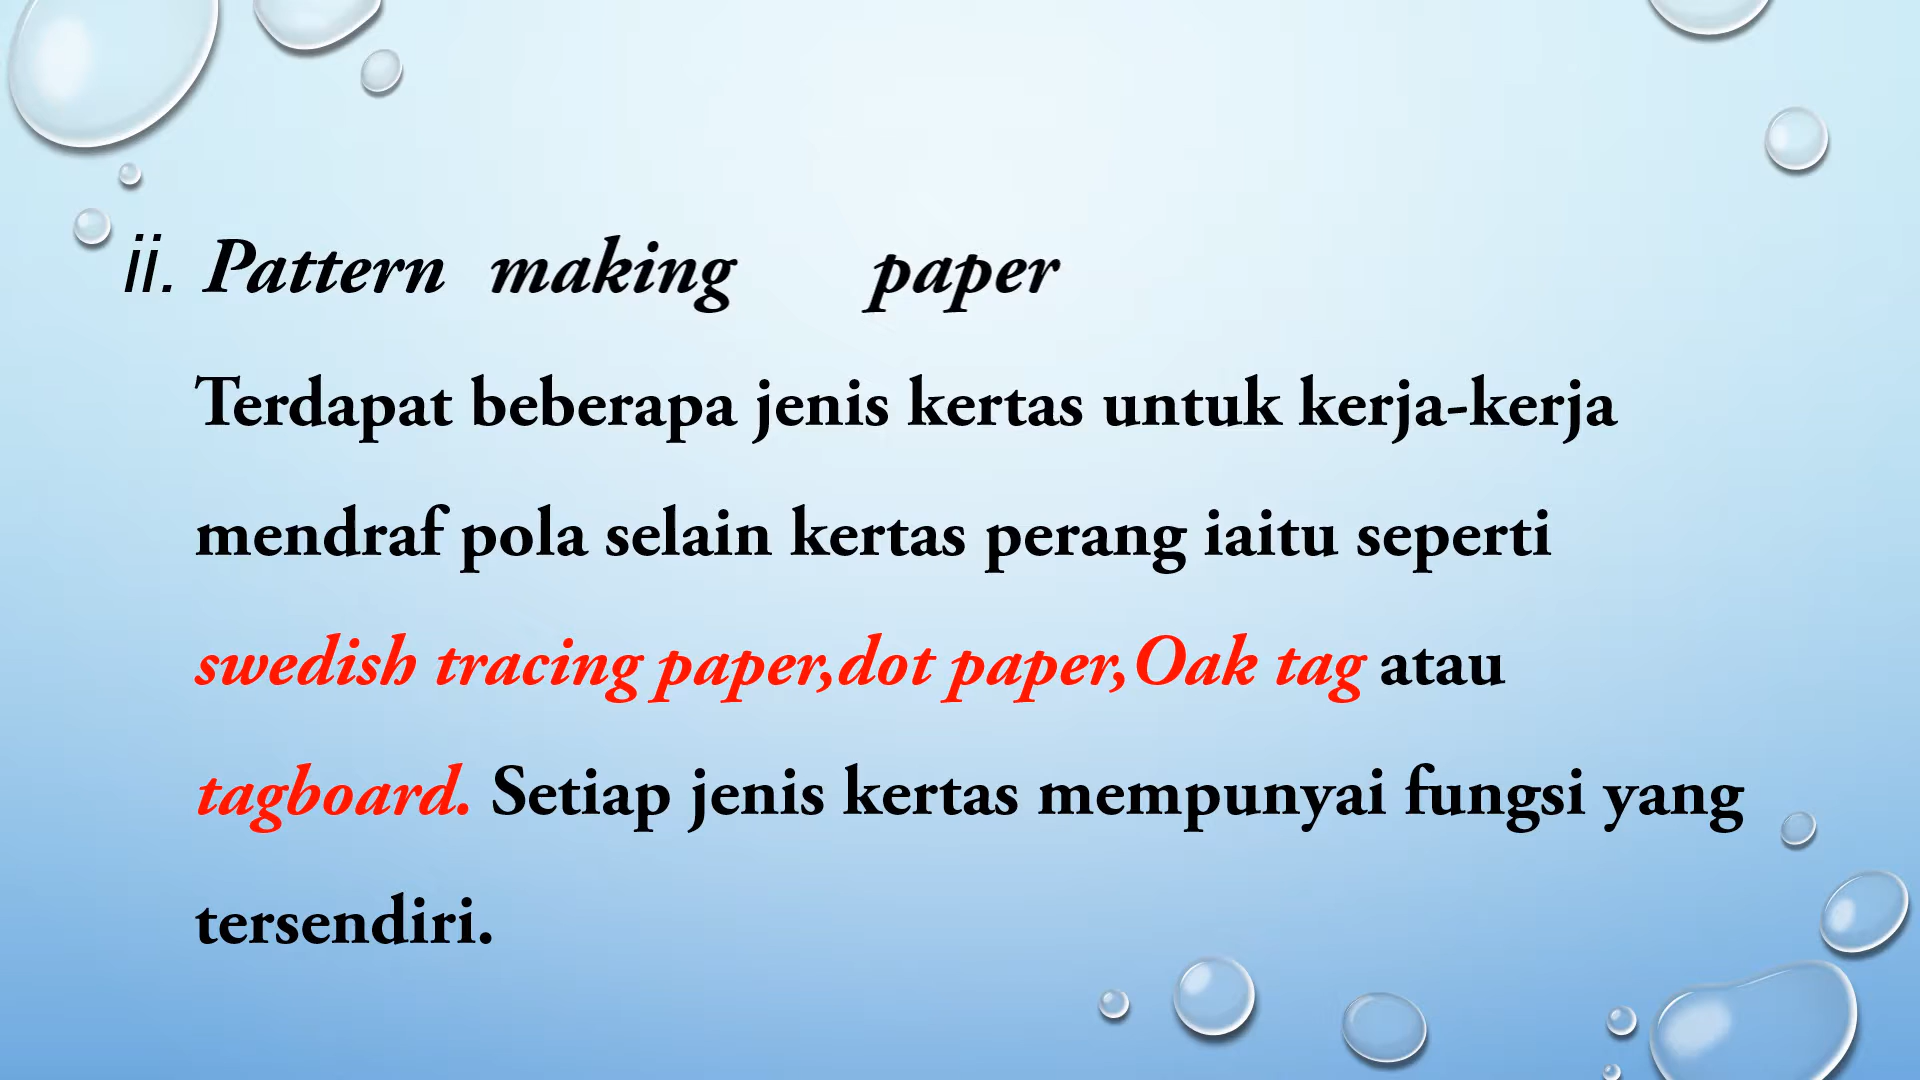 ii. Pattern making paper
Terdapat beberapa jenis kertas untuk kerja-kerja
mendraf pola selain kertas perang iaitu seperti
swedish tracing paper,dot paper,Oak tag atau
tagboard. Setiap jenis kertas mempunyai fungsi yang
tersendiri.